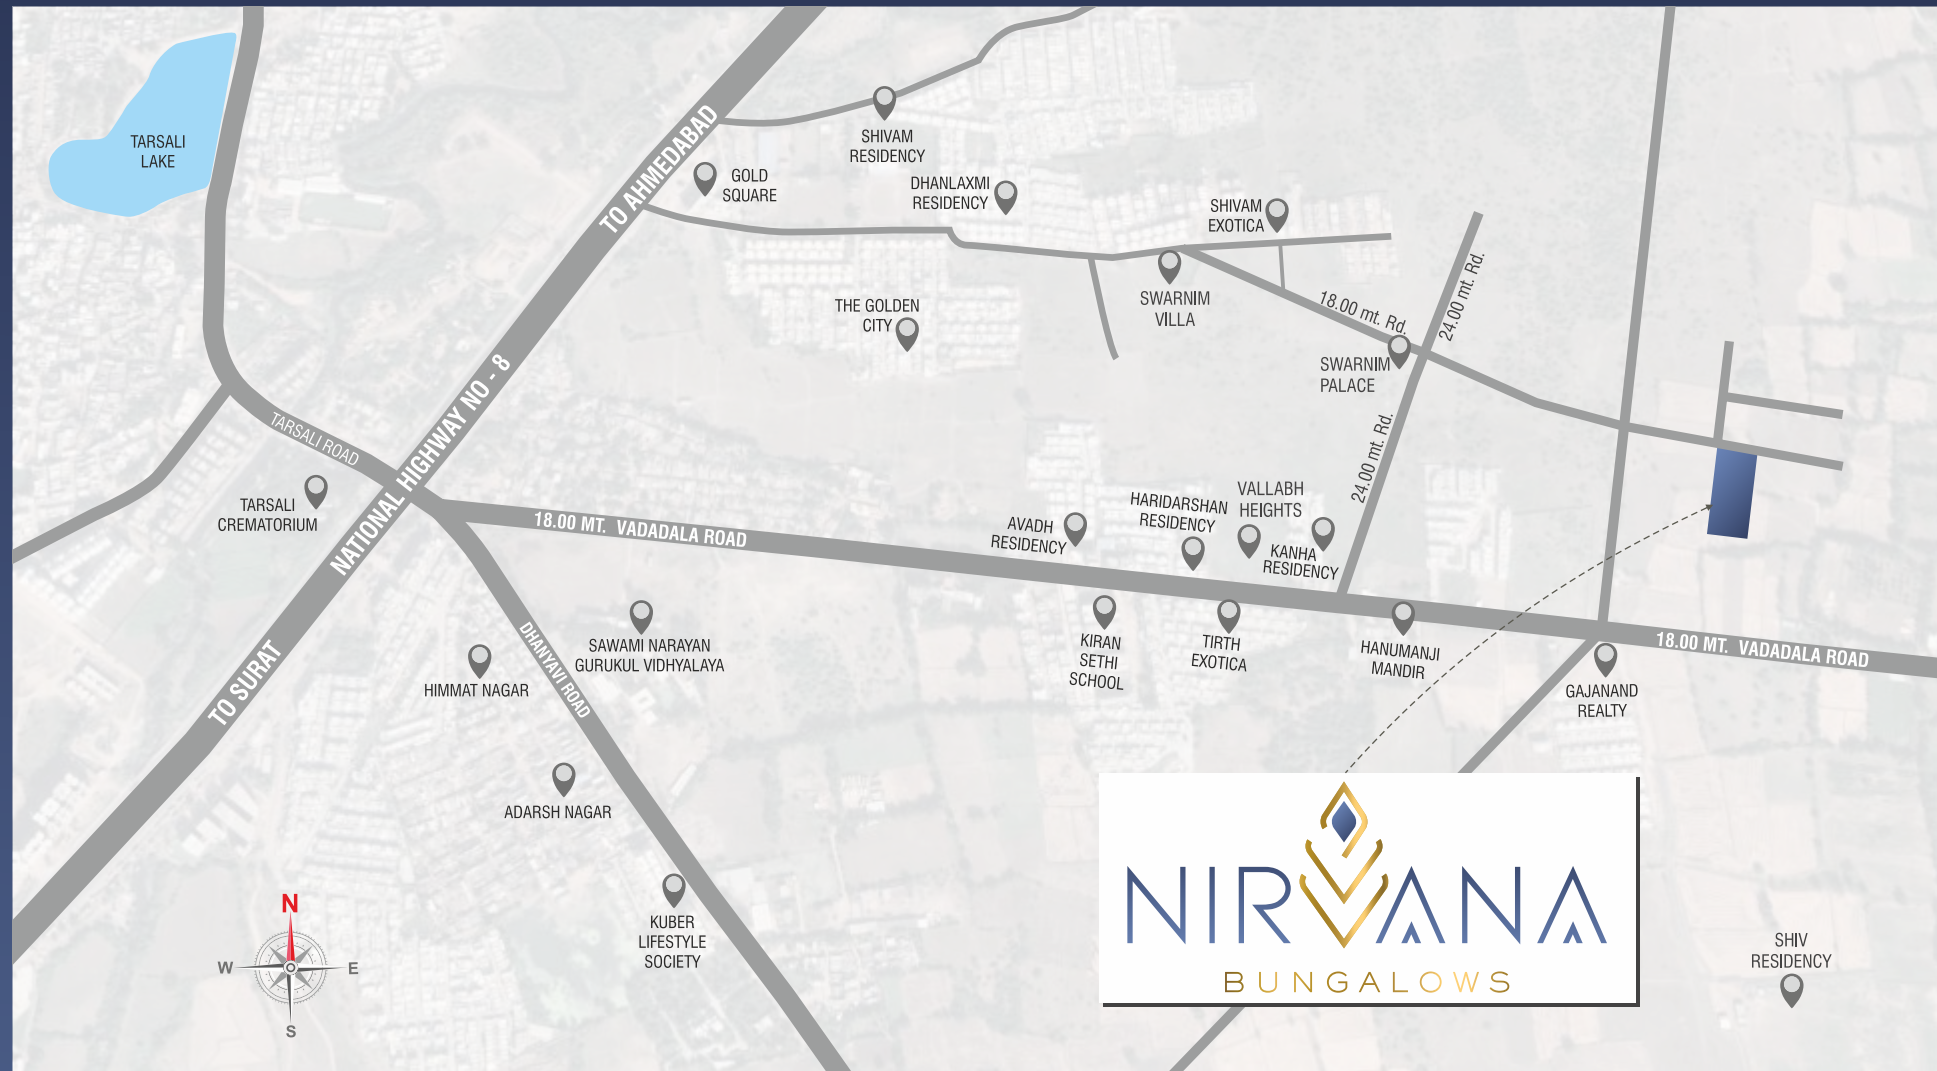 TARSALI
LAKE
TO AHMEDABAD
SHIVAM
RESIDENCY
GOLD
SQUARE
DHANLAXMI
RESIDENCY
SHIVAM
EXOTICA
THE GOLDEN
CITY
SWARNIM
VILLA
18.00 mt. Rd.
24.00 mt. Rd.
SWARNIM
PALACE
24.00 mt. Rd.
NATIONAL HIGHWAY NO - 8
TARSALI ROAD
TARSALI
CREMATORIUM
18.00 MT. VADADALA ROAD
AVADH
RESIDENCY
HARIDARSHAN
RESIDENCY
VALLABH
HEIGHTS
KANHA
RESIDENCY
TO SURAT
HIMMAT NAGAR
DHANYAVI ROAD
SAWAMI NARAYAN
GURUKUL VIDHYALAYA
KIRAN
SETHI
SCHOOL
TIRTH
EXOTICA
HANUMANJI
MANDIR
18.00 MT. VADADALA ROAD
GAJANAND
REALTY
ADARSH NAGAR
KUBER
LIFESTYLE
SOCIETY
NIRVANA
BUNGALOWS
SHIV
RESIDENCY
N
W
E
S